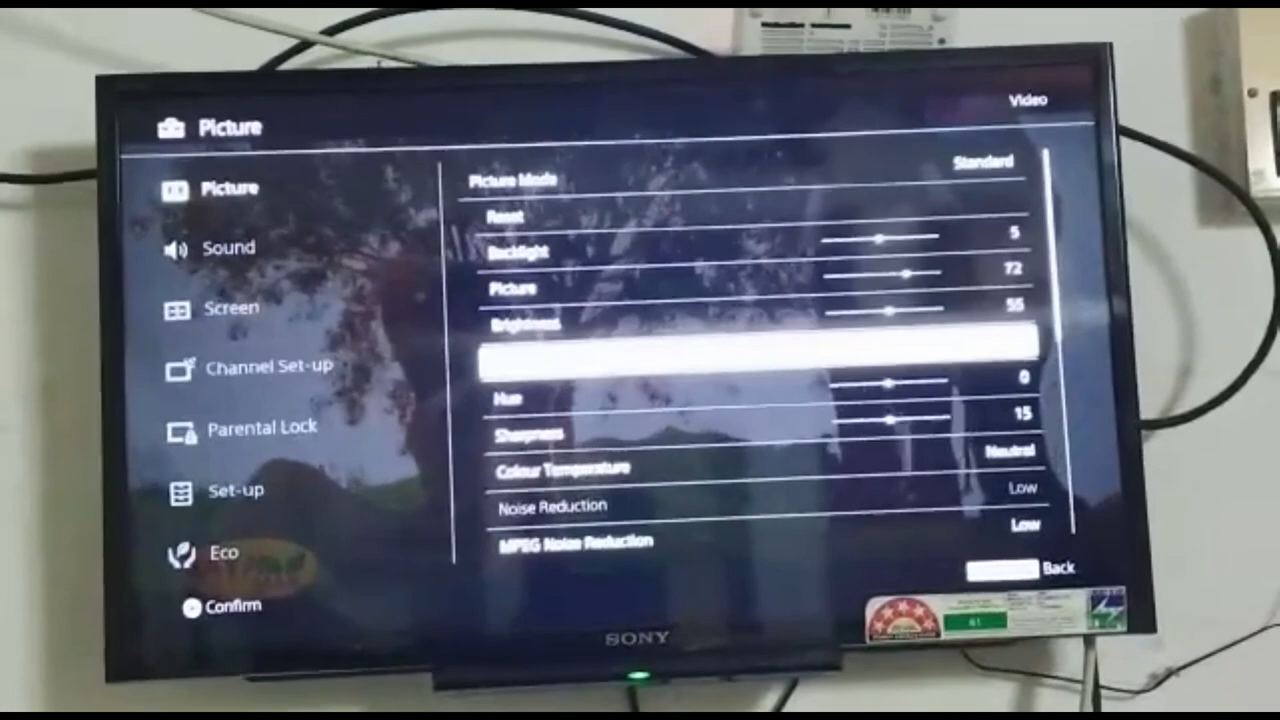 Video
Picture
Picture
Sound
Screen
Channel Set-up
Parental Lock
Set-up
Eco
Confirm
Picture Mode Standard
Reset
Backlight 5
Picture 72
Brightness 55
Hue 0
Sharpness 15
Colour Temperature Neutral
Noise Reduction Low
MPEG Noise Reduction Low
Back
SONY
61